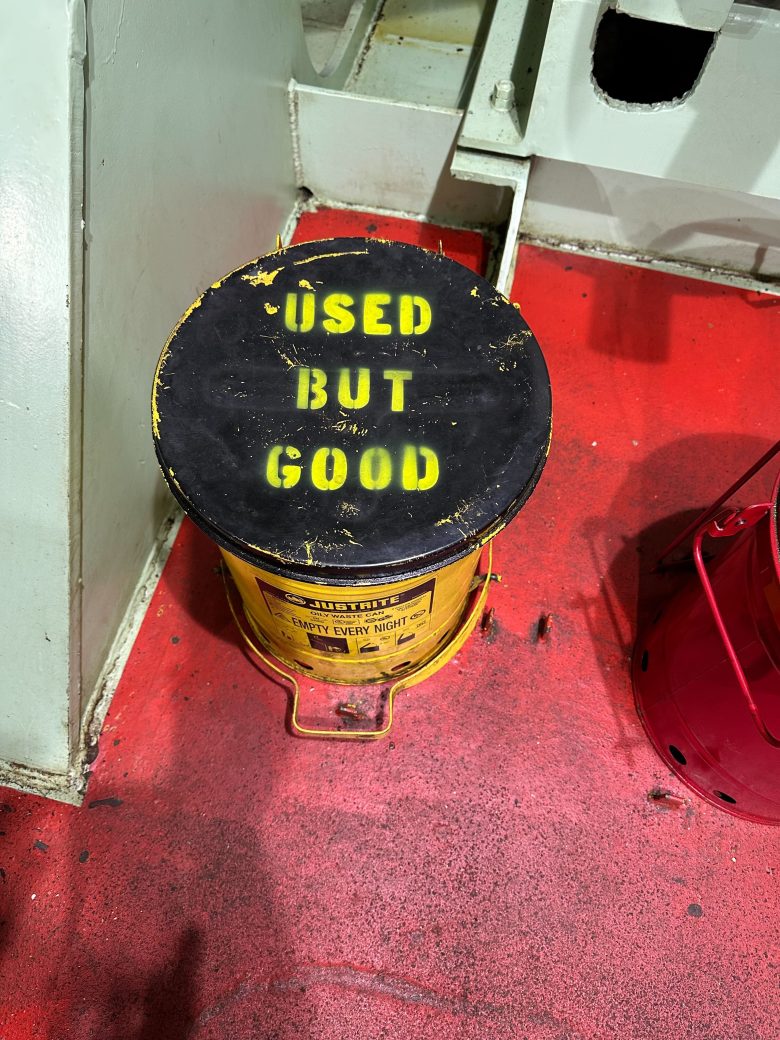 USED
BUT
GOOD
JUSTRITE
OILY WASTE CAN
EMPTY EVERY NIGHT